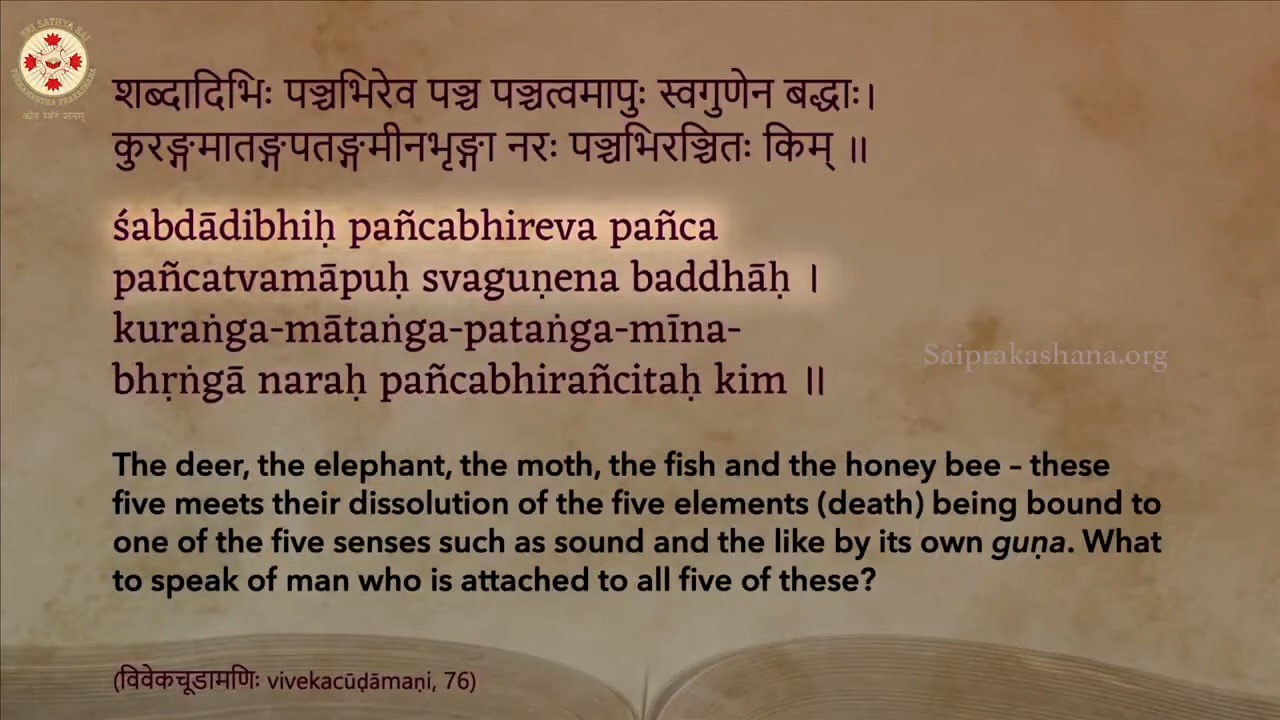 SRI SATHYA SAI
शब्दादिभिः पञ्चभिरेव पञ्च पञ्चत्वमापुः स्वगुणेन बद्धाः।
कुरङ्गमातङ्गपतङ्गमीनभृङ्गा नरः पञ्चभिरञ्चितः किम् ॥
śabdādibhiḥ pañcabhireva pañca
pañcatvamāpuḥ svaguṇena baddhāḥ ।
kuraṅga-mātaṅga-pataṅga-mīna-
bhṛṅgā naraḥ pañcabhirañcitaḥ kim ॥
Saiprakashana.org
The deer, the elephant, the moth, the fish and the honey bee – these
five meets their dissolution of the five elements (death) being bound to
one of the five senses such as sound and the like by its own guṇa. What
to speak of man who is attached to all five of these?
(विवेकचूडामणिः vivekacūḍāmaṇi, 76)